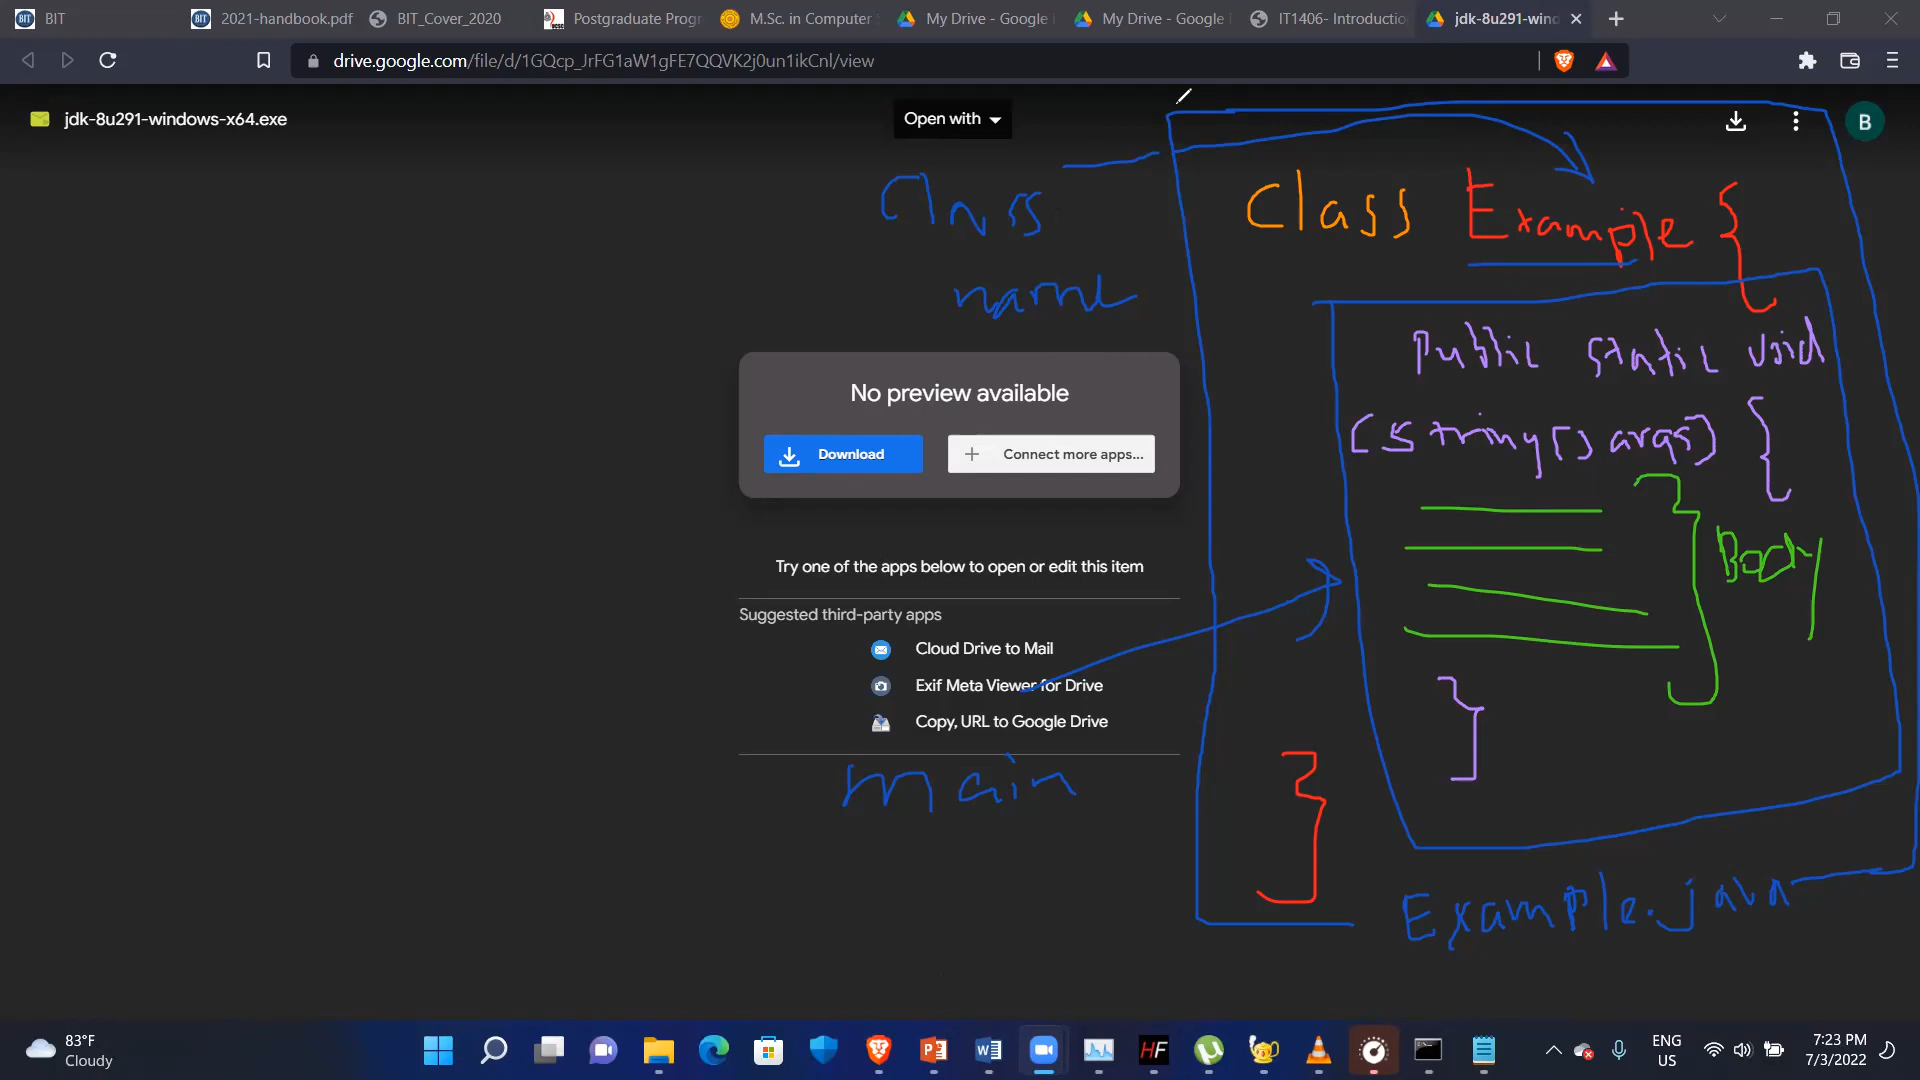 BIT
2021-handbook.pdf
BIT_Cover_2020
Postgraduate Prog
M.Sc. in Computer
My Drive - Google
My Drive - Google
IT1406- Introductio
jdk-8u291-wind
drive.google.com/file/d/1GQcp_JrFG1aW1gFE7QQVK2j0un1ikCnl/view
jdk-8u291-windows-x64.exe
Open with
B
Class
name
Class Example {
Public static void
(String[] args) {
Body
}
}
main
Example.java
No preview available
Download
Connect more apps...
Try one of the apps below to open or edit this item
Suggested third-party apps
Cloud Drive to Mail
Exif Meta Viewer for Drive
Copy, URL to Google Drive
83°F
Cloudy
HF
ENG
US
7:23 PM
7/3/2022